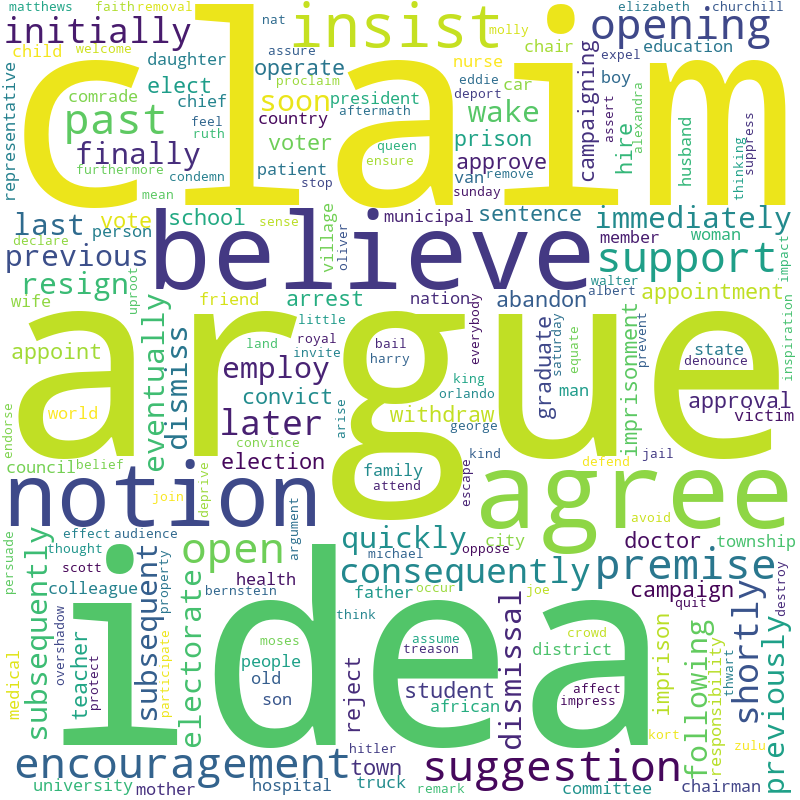 matthews faith removal nat molly elizabeth churchill
initially insist opening
child welcome sense assure chair education
daughter operate eddie nurse expel boy
claim
representative comrade elect chief soon proclaim president deport car campaigning assert hire alexandra husband thinking suppress
past feel country aftermath wake
finally ruth voter queen prison
furthermore condemn patient ensure approve
mean stop van remove sunday
last vote school village oliver municipal sentence immediately
declare person sense believe member woman
previous support impact
resign uproot friend arrest nation abandon walter albert appointment
wife eventually dismiss little everybody graduate saturday equate imprisonment prevent inspiration
argue
appoint land royal invite bail harry king orlando man state denounce
employ convict approval
endorse world later arise withdraw george victim
convince
council belief election family kind escape defend jail
join deprive attend
notion agree
avoid
persuade effect audience argument quickly michael oppose city doctor township
thought open
subsequently scott colleague subsequent property health consequently premise
bernstein father occur joe campaign quit destroy
overshadow teacher participate electorate think
idea
moses assume treason crowd
medical protect people old son reject student african dismissal district affect impress imprison following responsibility thwart shortly previously
kort zulu
encouragement hitler town suggestion
university mother hospital truck remark committee chairman